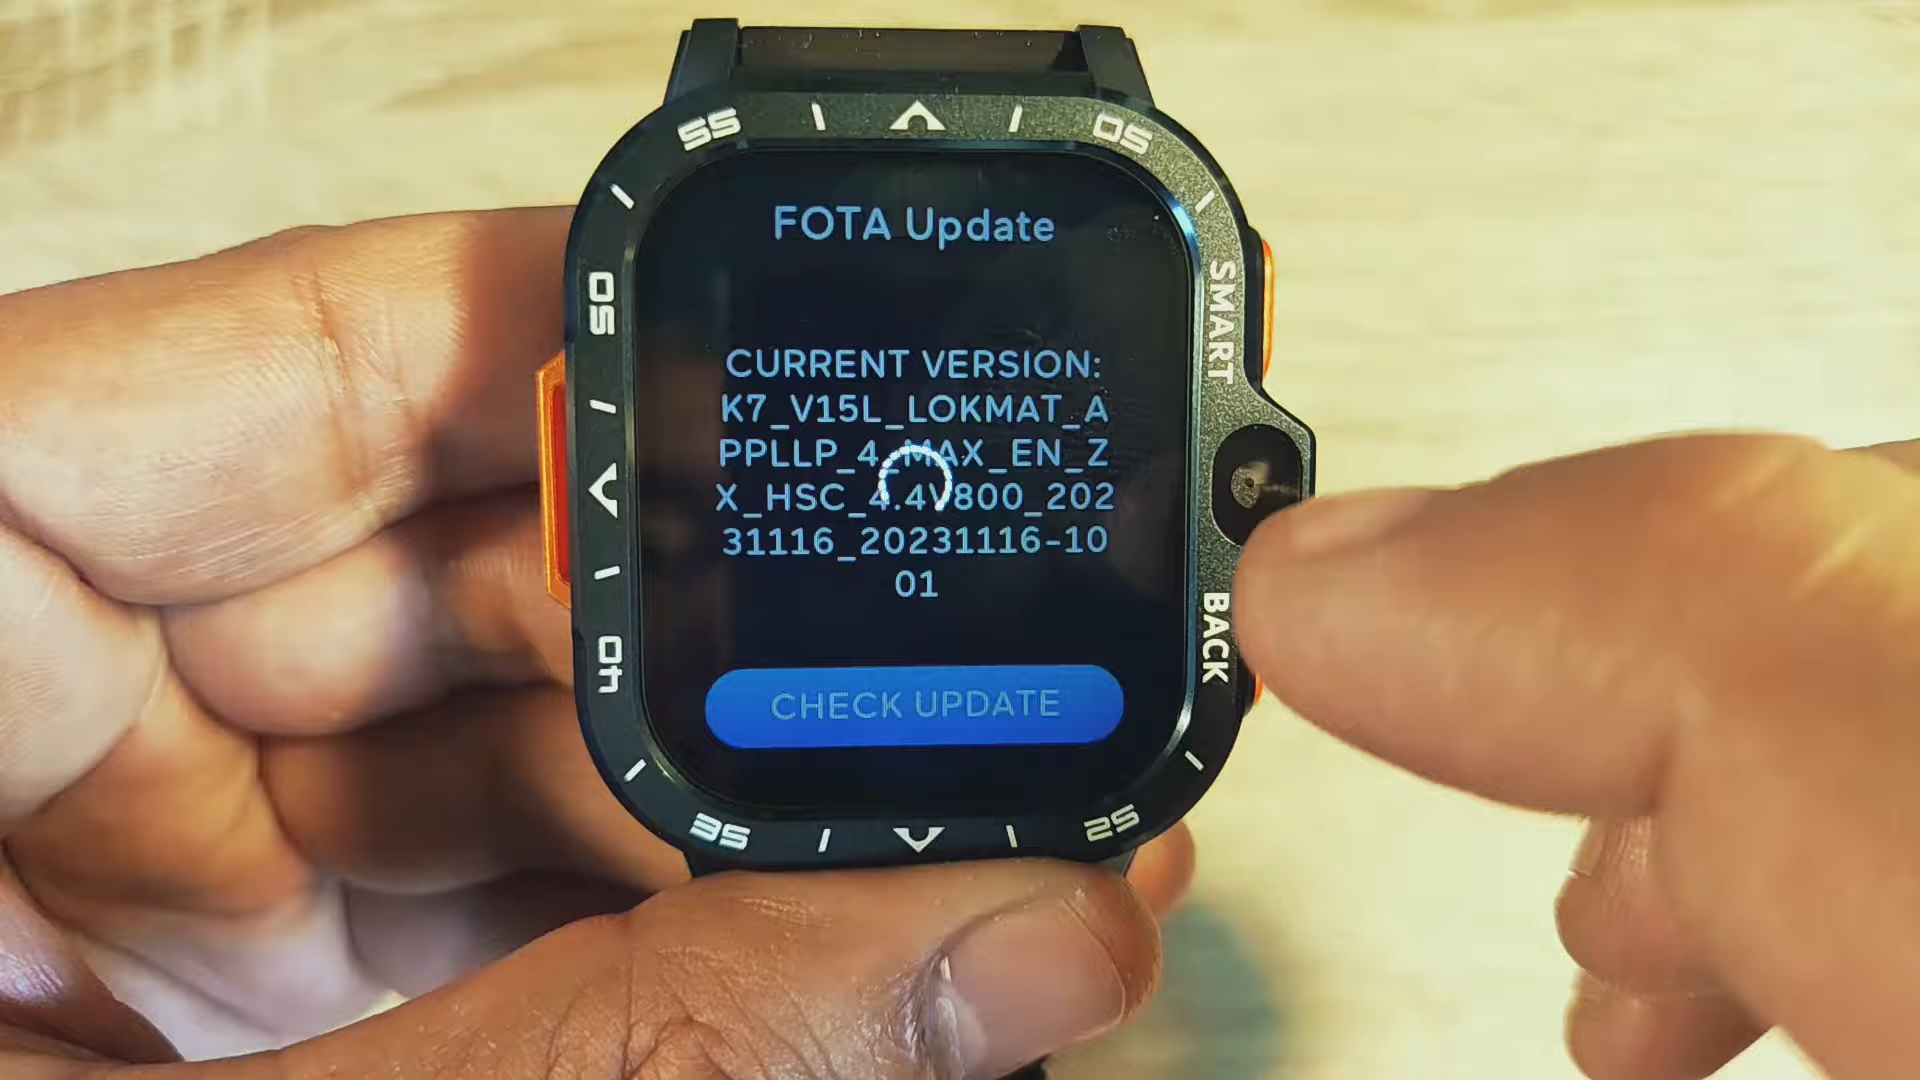 55
05
FOTA Update
SMART
50
CURRENT VERSION:
K7_V15L_LOKMAT_A
PPLLP_4_MAX_EN_Z
X_HSC_4.4V800_202
31116_20231116-10
01
BACK
40
CHECK UPDATE
35
25